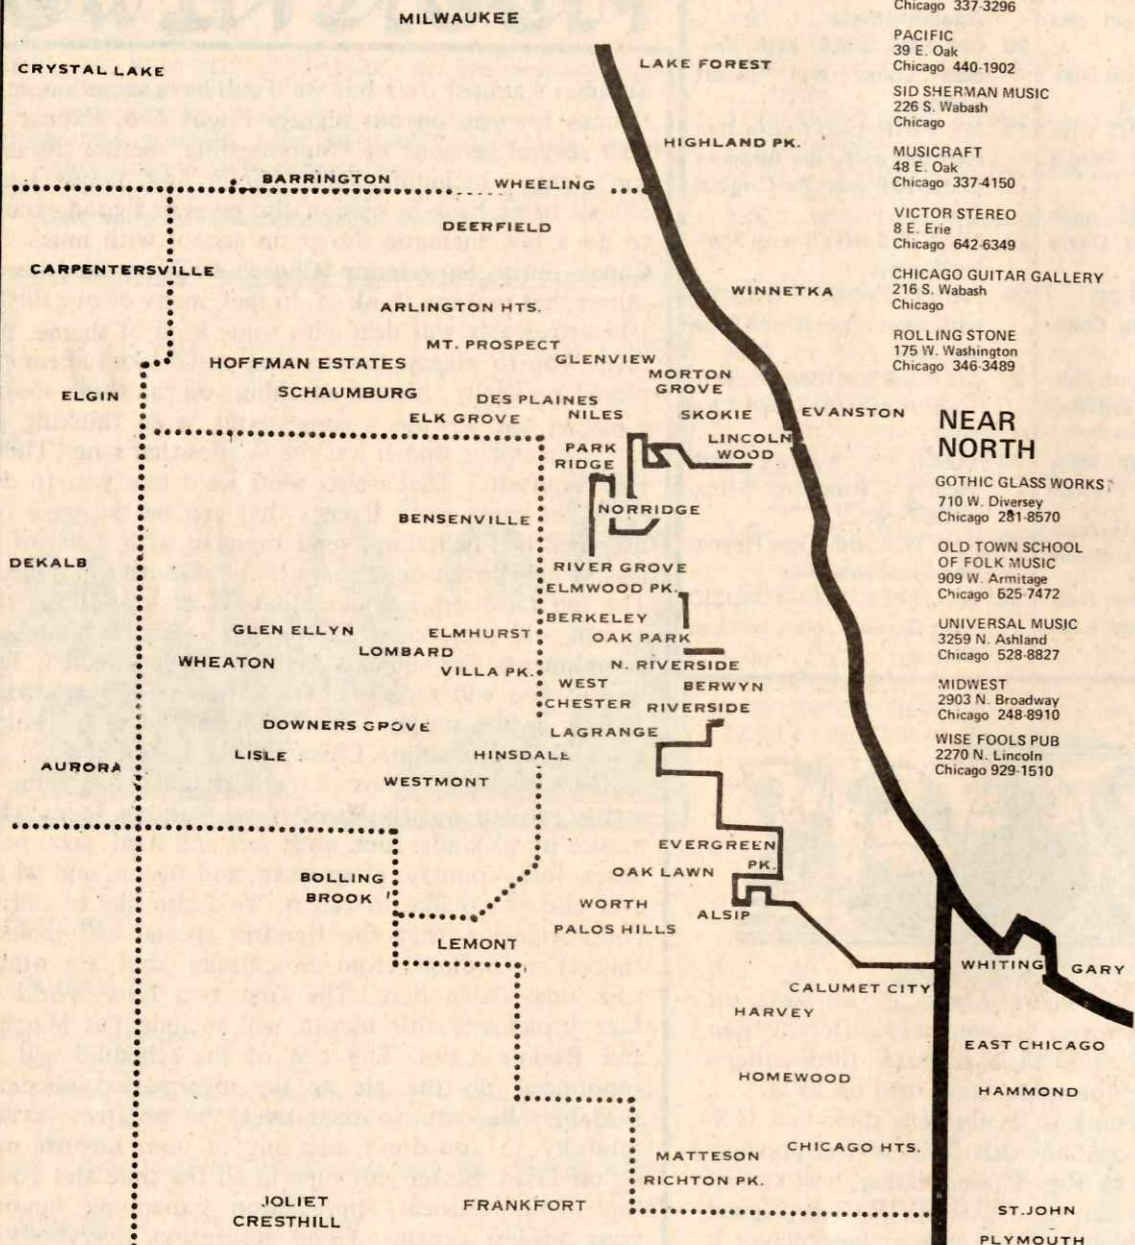 MILWAUKEE
CRYSTAL LAKE
LAKE FOREST
HIGHLAND PK.
BARRINGTON
WHEELING
DEERFIELD
CARPENTERSVILLE
WINNETKA
ARLINGTON HTS.
MT. PROSPECT
GLENVIEW
HOFFMAN ESTATES
MORTON
GROVE
ELGIN
SCHAUMBURG
DES PLAINES
ELK GROVE
NILES
SKOKIE
EVANSTON
PARK
RIDGE
LINCOLN
WOOD
NORRIDGE
BENSENVILLE
DEKALB
RIVER GROVE
ELMWOOD PK.
BERKELEY
GLEN ELLYN
ELMHURST
OAK PARK
LOMBARD
WHEATON
VILLA PK.
N. RIVERSIDE
WEST
CHESTER
BERWYN
RIVERSIDE
DOWNERS GROVE
LAGRANGE
LISLE
HINSDALE
AURORA
WESTMONT
EVERGREEN
PK.
OAK LAWN
BOLLING
BROOK
WORTH
ALSIP
PALOS HILLS
LEMONT
WHITING
GARY
CALUMET CITY
HARVEY
EAST CHICAGO
HOMEWOOD
HAMMOND
CHICAGO HTS.
MATTESON
RICHTON PK.
JOLIET
CRESTHILL
FRANKFORT
ST.JOHN
PLYMOUTH
Chicago 337-3296
PACIFIC
39 E. Oak
Chicago 440-1902
SID SHERMAN MUSIC
226 S. Wabash
Chicago
MUSICRAFT
48 E. Oak
Chicago 337-4150
VICTOR STEREO
8 E. Erie
Chicago 642-6349
CHICAGO GUITAR GALLERY
216 S. Wabash
Chicago
ROLLING STONE
175 W. Washington
Chicago 346-3489
NEAR
NORTH
GOTHIC GLASS WORKS
710 W. Diversey
Chicago 281-8570
OLD TOWN SCHOOL
OF FOLK MUSIC
909 W. Armitage
Chicago 525-7472
UNIVERSAL MUSIC
3259 N. Ashland
Chicago 528-8827
MIDWEST
2903 N. Broadway
Chicago 248-8910
WISE FOOLS PUB
2270 N. Lincoln
Chicago 929-1510